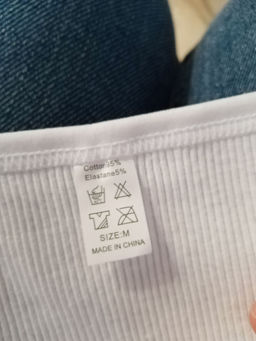 Cotton95%
Elastane5%
SIZE:M
MADE IN CHINA